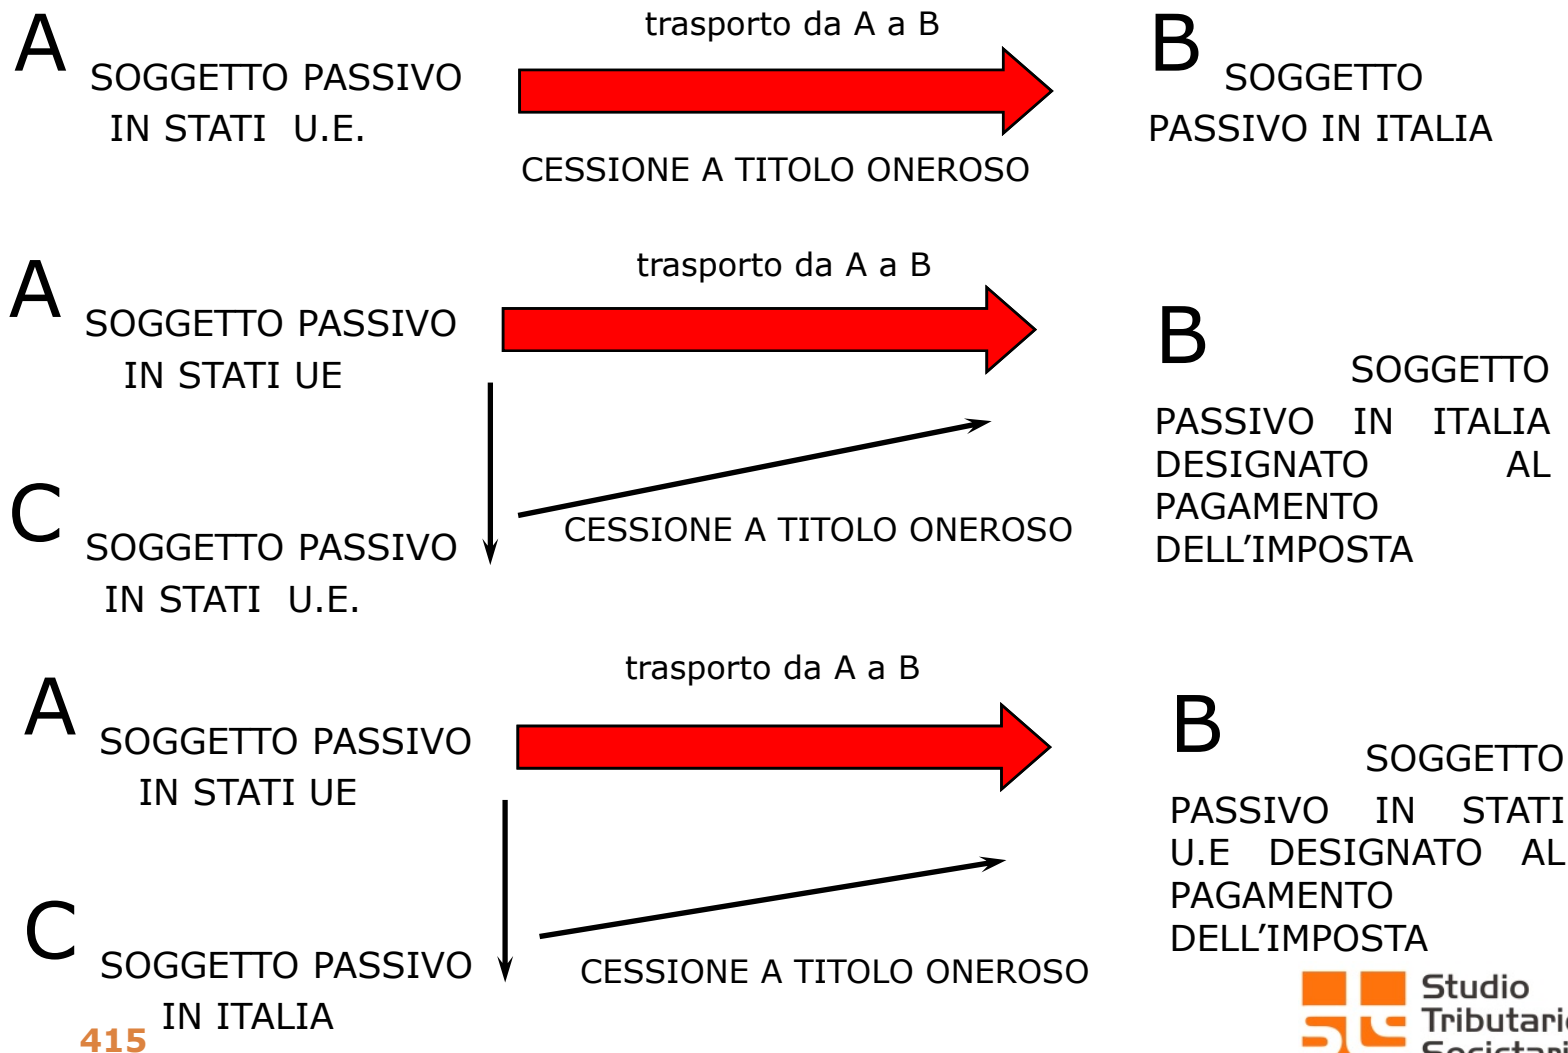 trasporto da A a B
A
SOGGETTO PASSIVO
IN STATI U.E.
CESSIONE A TITOLO ONEROSO
B
SOGGETTO
PASSIVO IN ITALIA
trasporto da A a B
A
SOGGETTO PASSIVO
IN STATI UE
B
SOGGETTO
PASSIVO IN ITALIA
DESIGNATO AL
PAGAMENTO
DELL'IMPOSTA
C
SOGGETTO PASSIVO
IN STATI U.E.
CESSIONE A TITOLO ONEROSO
trasporto da A a B
A
SOGGETTO PASSIVO
IN STATI UE
B
SOGGETTO
PASSIVO IN STATI
U.E DESIGNATO AL
PAGAMENTO
DELL'IMPOSTA
C
SOGGETTO PASSIVO
IN ITALIA
CESSIONE A TITOLO ONEROSO
415
Studio
Tributario